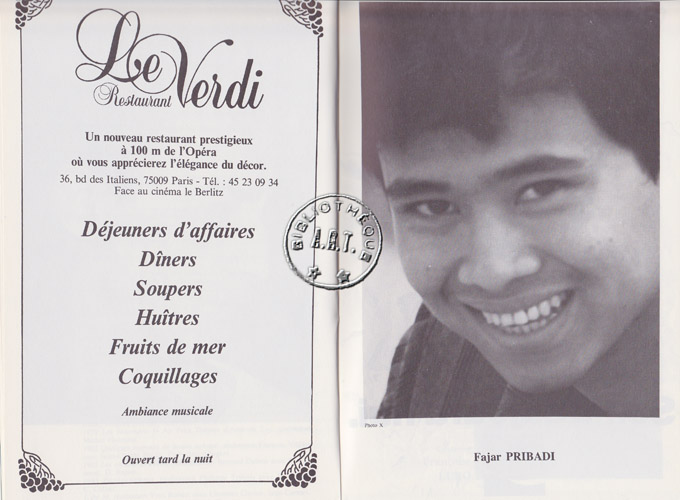 Le Verdi
Restaurant
Un nouveau restaurant prestigieux
à 100 m de l'Opéra
où vous apprécierez l'élégance du décor.
36, bd des Italiens, 75009 Paris - Tél. : 45 23 09 34
Face au cinéma le Berlitz
Déjeuners d'affaires
Dîners
Soupers
Huîtres
Fruits de mer
Coquillages
Ambiance musicale
Ouvert tard la nuit
BIBLIOTHÈQUE
A.R.T.
Photo X
Fajar PRIBADI